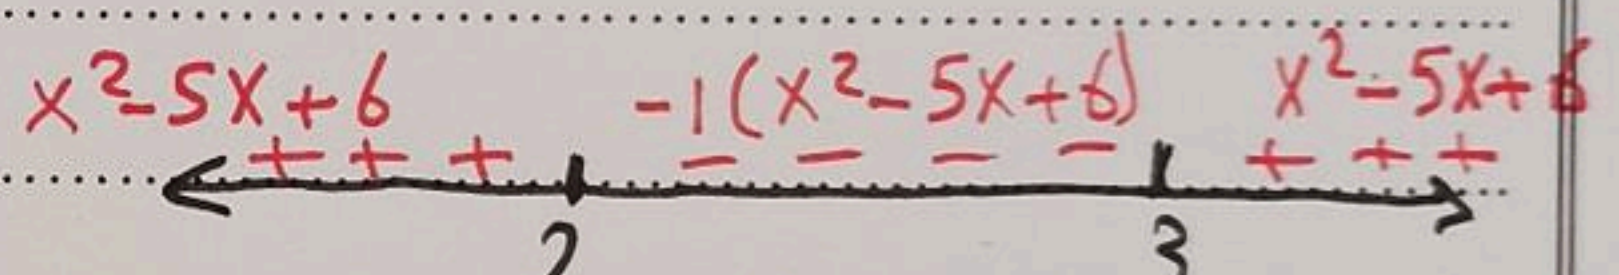 x²-5x+6 -1(x²-5x+6) x²-5x+6
+ + + - - - - + + +
2 3